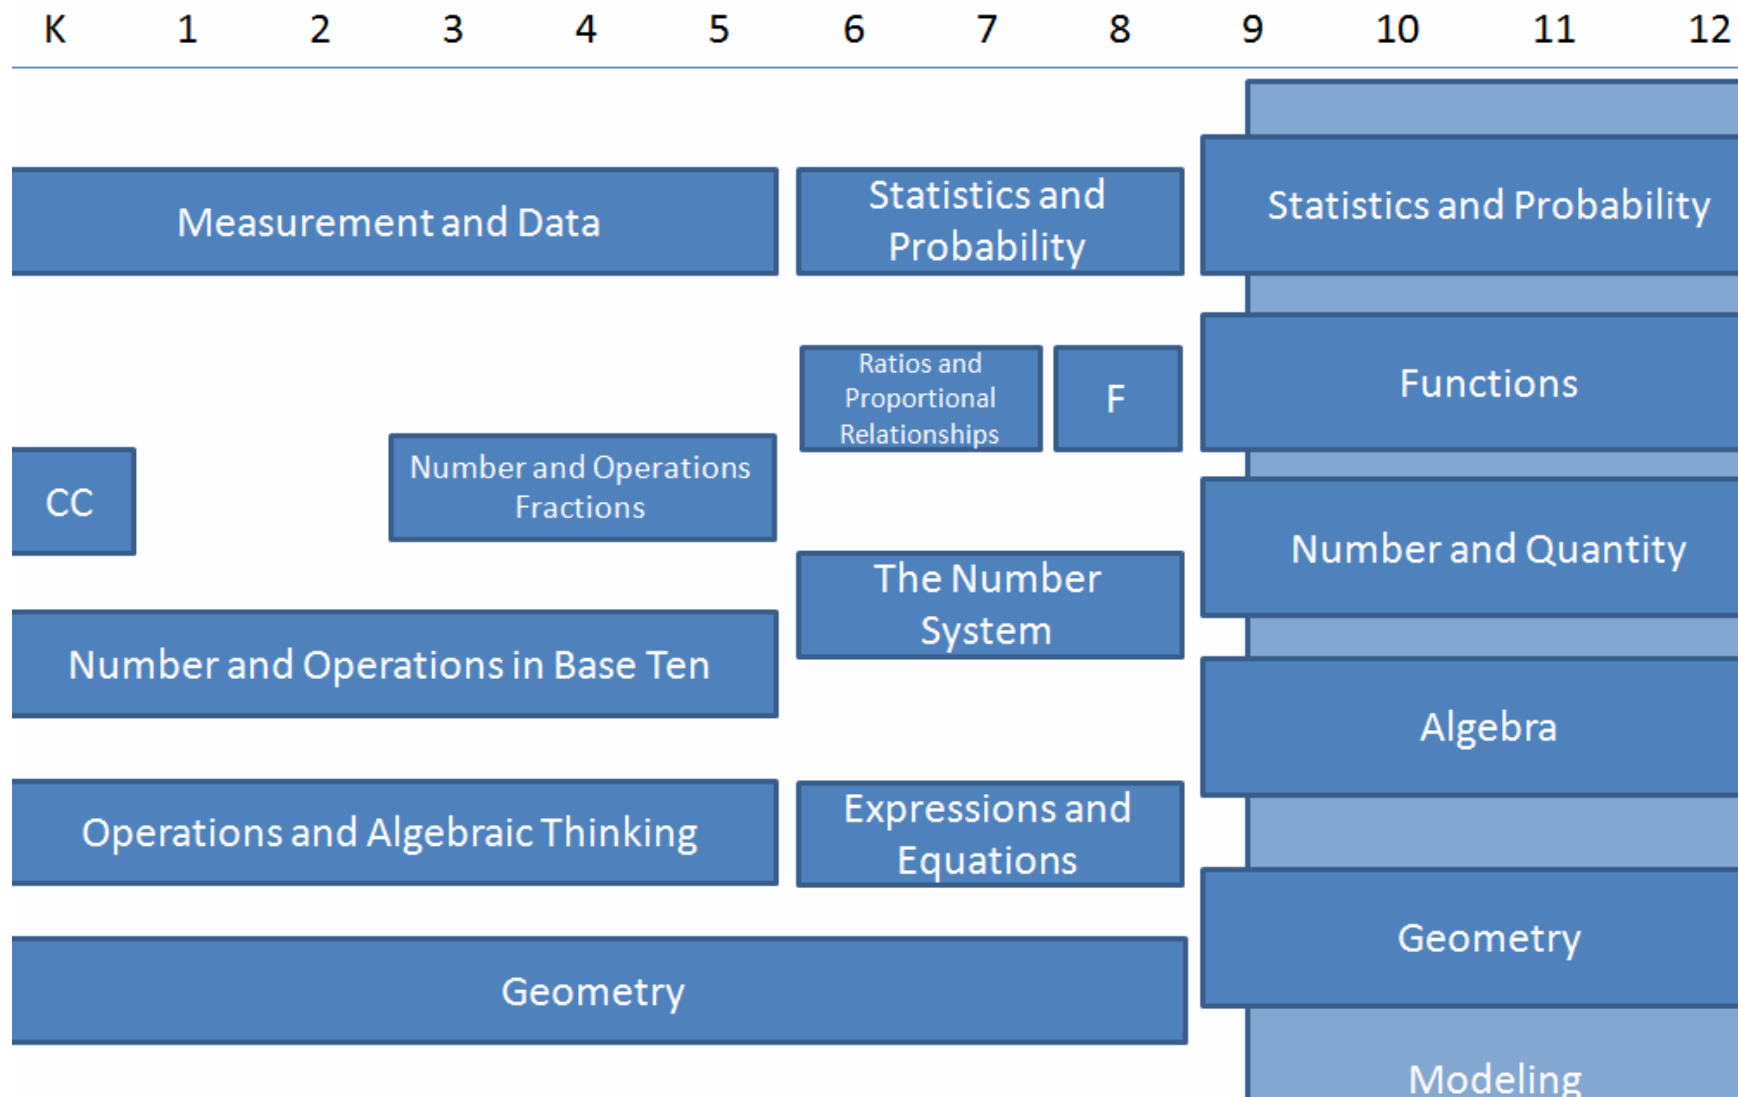 K 1 2 3 4 5 6 7 8 9 10 11 12
Measurement and Data
Statistics and
Probability
Statistics and Probability
Ratios and
Proportional
Relationships
F
Functions
CC
Number and Operations
Fractions
The Number
System
Number and Quantity
Number and Operations in Base Ten
Algebra
Operations and Algebraic Thinking
Expressions and
Equations
Geometry
Geometry
Modeling